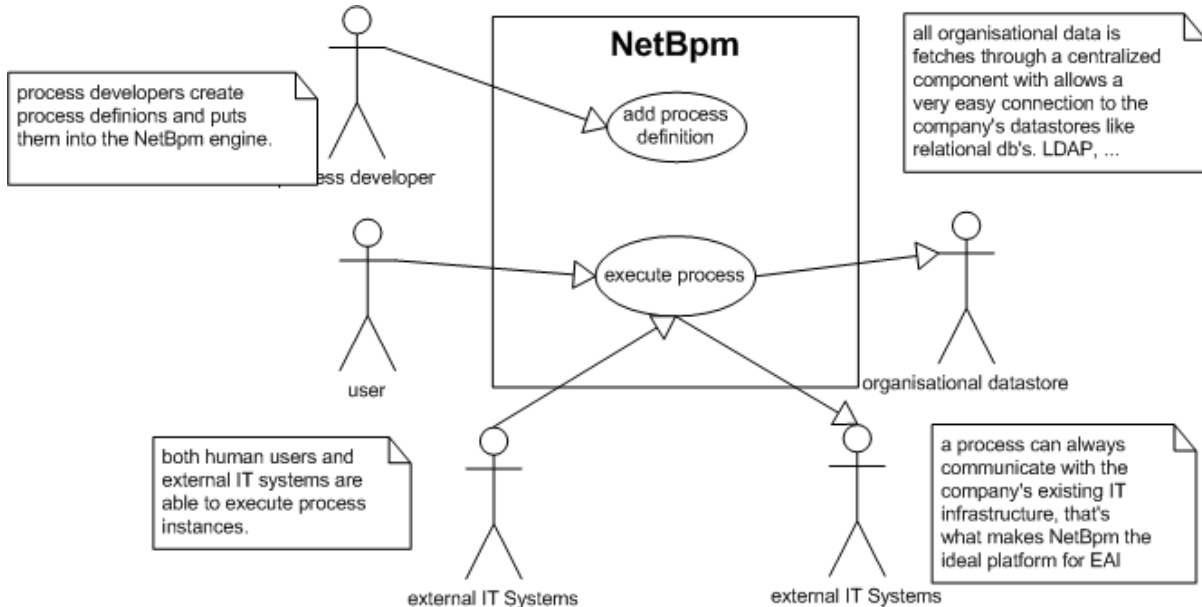 NetBpm
process developers create
process definions and puts
them into the NetBpm engine.
ess developer
add process
definition
all organisational data is
fetches through a centralized
component with allows a
very easy connection to the
company's datastores like
relational db's. LDAP, ...
user
execute process
organisational datastore
both human users and
external IT systems are
able to execute process
instances.
external IT Systems
external IT Systems
a process can always
communicate with the
company's existing IT
infrastructure, that's
what makes NetBpm the
ideal platform for EAI